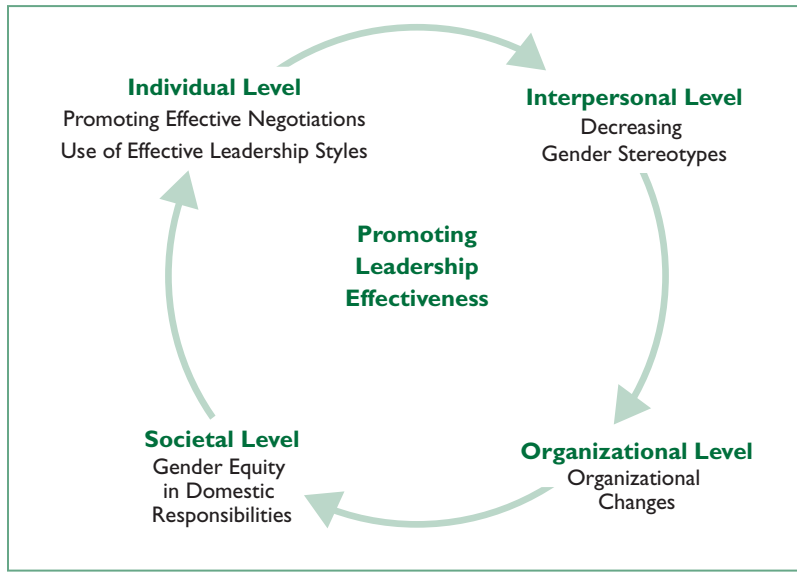 Individual Level
Promoting Effective Negotiations
Use of Effective Leadership Styles
Interpersonal Level
Decreasing
Gender Stereotypes
Promoting
Leadership
Effectiveness
Societal Level
Gender Equity
in Domestic
Responsibilities
Organizational Level
Organizational
Changes